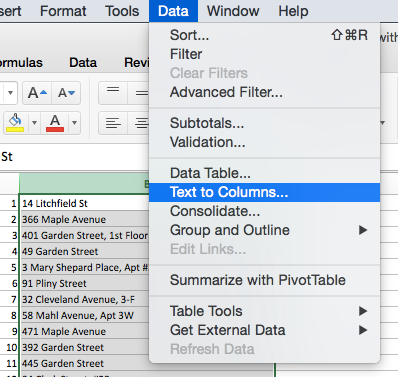 sert Format Tools Data Window Help
Sort... ⇧⌘R
Filter
Clear Filters
Advanced Filter...
Subtotals...
Validation...
Data Table...
Text to Columns...
Consolidate...
Group and Outline ▶
Edit Links...
Summarize with PivotTable
Table Tools ▶
Get External Data ▶
Refresh Data
with
ormulas Data Revi
A A
A
St
1 14 Litchfield St
2 366 Maple Avenue
3 401 Garden Street, 1st Floor
4 49 Garden Street
5 3 Mary Shepard Place, Apt #
6 91 Pliny Street
7 32 Cleveland Avenue, 3-F
8 58 Mahl Avenue, Apt 3W
9 471 Maple Avenue
10 392 Garden Street
11 445 Garden Street